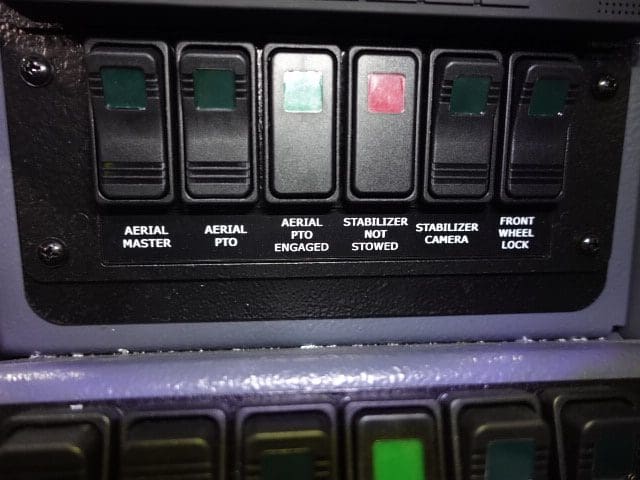 AERIAL
MASTER
AERIAL
PTO
AERIAL
PTO
ENGAGED
STABILIZER
NOT
STOWED
STABILIZER
CAMERA
FRONT
WHEEL
LOCK